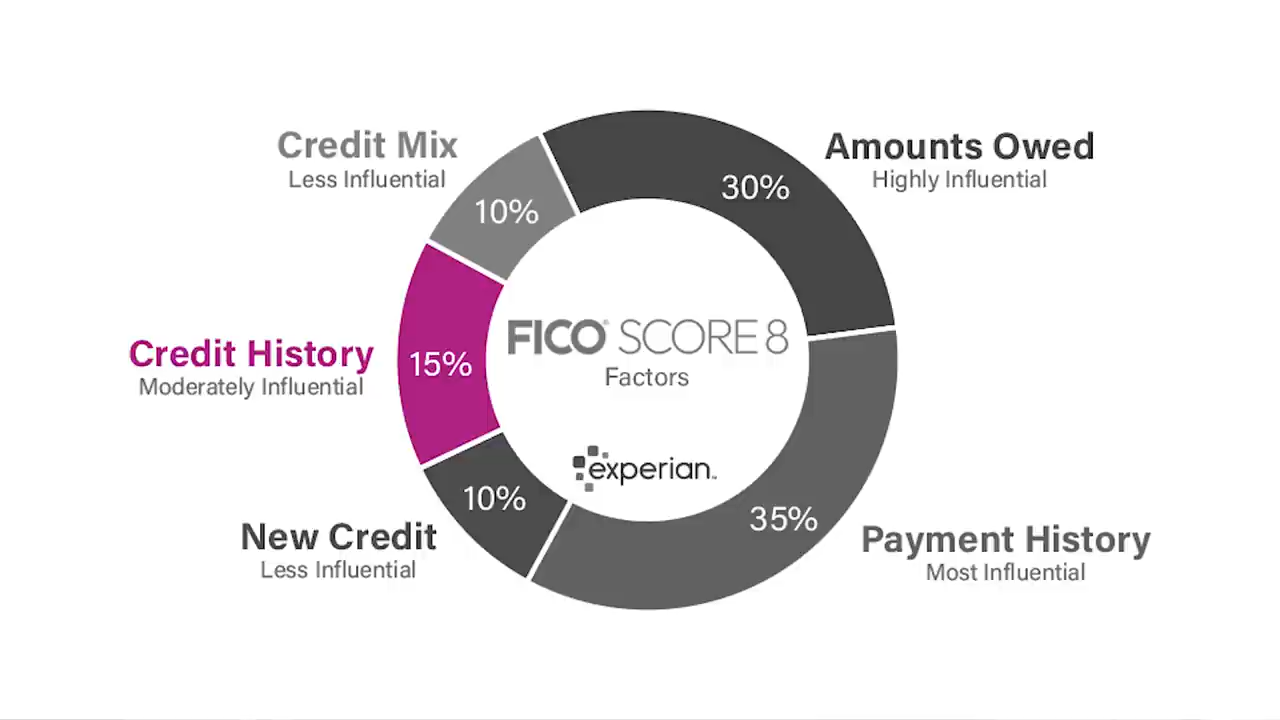 Credit Mix
Less Influential
10%
Amounts Owed
Highly Influential
30%
Credit History
Moderately Influential
15%
FICO® SCORE 8
Factors
experian™
New Credit
Less Influential
10%
35%
Payment History
Most Influential